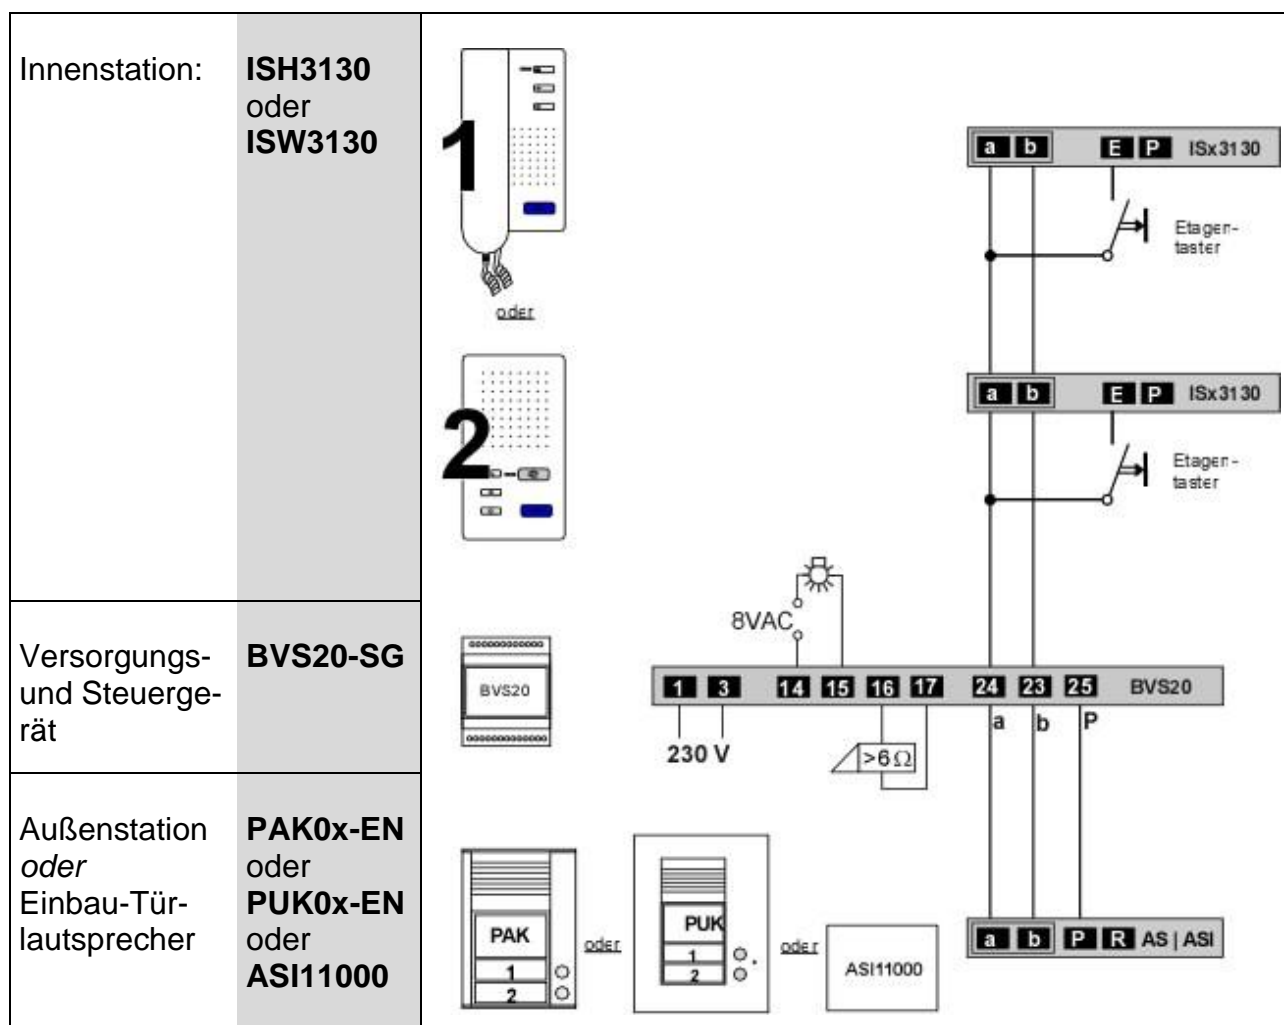 Innenstation:
ISH3130
oder
ISW3130
1
oder
2
a b E P ISx3130
Etagen-
taster
a b E P ISx3130
Etagen-
taster
8VAC
Versorgungs-
und Steuerge-
rät
BVS20-SG
BVS20
1 3 14 15 16 17 24 23 25 BVS20
a b P
230 V
>6 Ω
Außenstation
oder
Einbau-Tür-
lautsprecher
PAK0x-EN
oder
PUK0x-EN
oder
ASI11000
PAK
1
2
oder
PUK
1
2
oder
ASI11000
a b P R AS | ASI